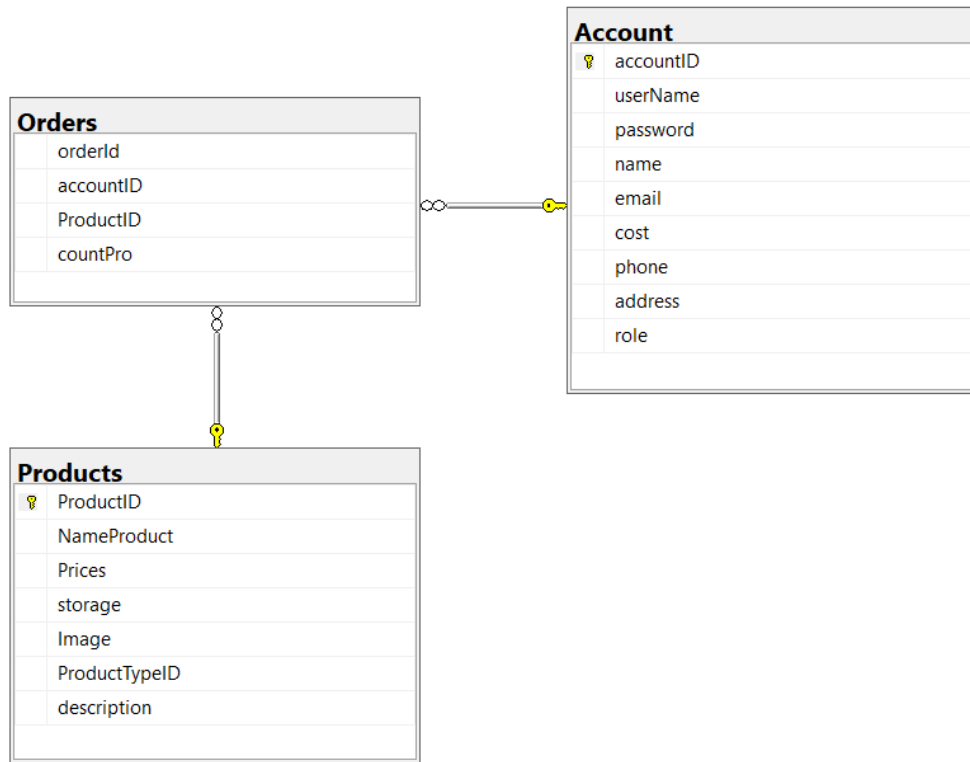 Orders
orderId
accountID
ProductID
countPro
Account
accountID
userName
password
name
email
cost
phone
address
role
Products
ProductID
NameProduct
Prices
storage
Image
ProductTypeID
description